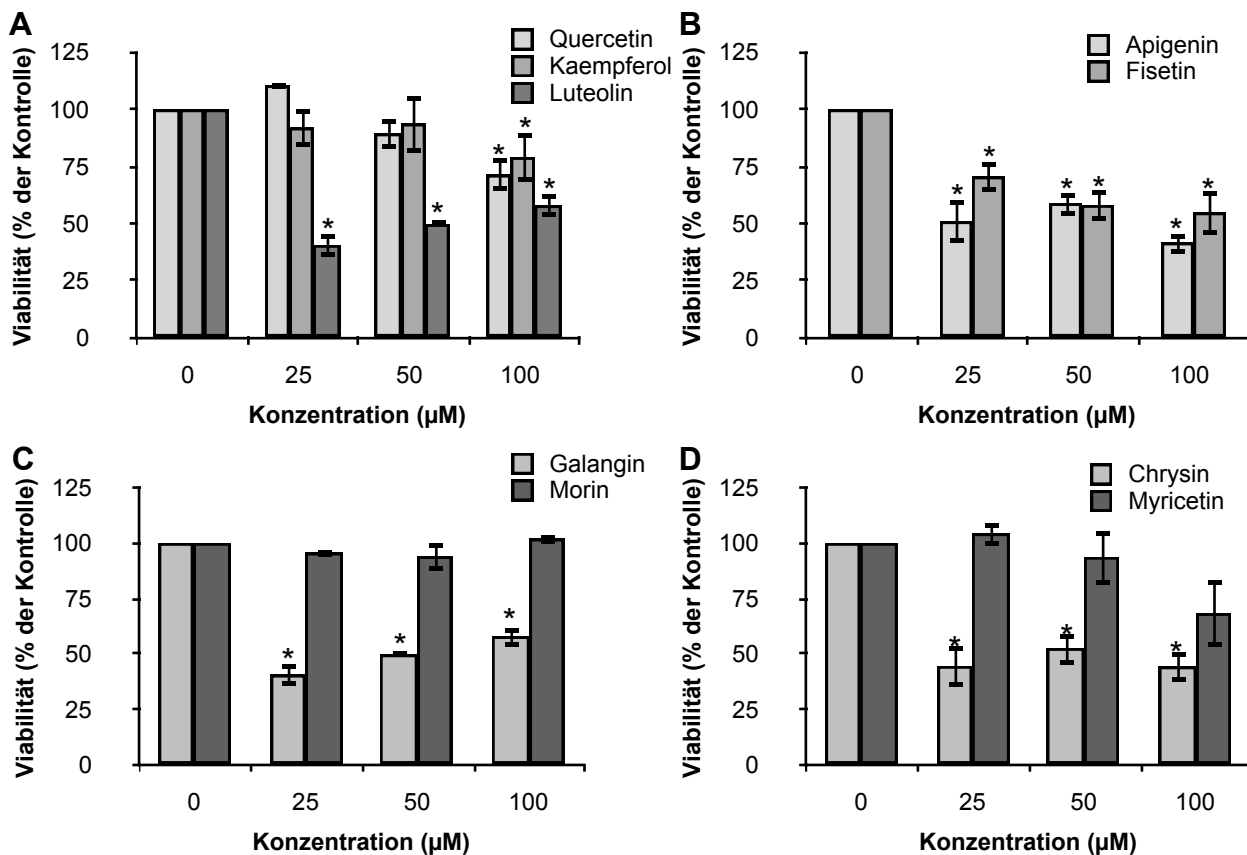 A
Viabilität (% der Kontrolle)
125
100
75
50
25
0
Quercetin
Kaempferol
Luteolin
*
*
*
*
*
0 25 50 100
Konzentration (µM)
B
Viabilität (% der Kontrolle)
125
100
75
50
25
0
Apigenin
Fisetin
*
*
*
*
*
*
0 25 50 100
Konzentration (µM)
C
Viabilität (% der Kontrolle)
125
100
75
50
25
0
Galangin
Morin
*
*
*
0 25 50 100
Konzentration (µM)
D
Viabilität (% der Kontrolle)
125
100
75
50
25
0
Chrysin
Myricetin
*
*
*
0 25 50 100
Konzentration (µM)